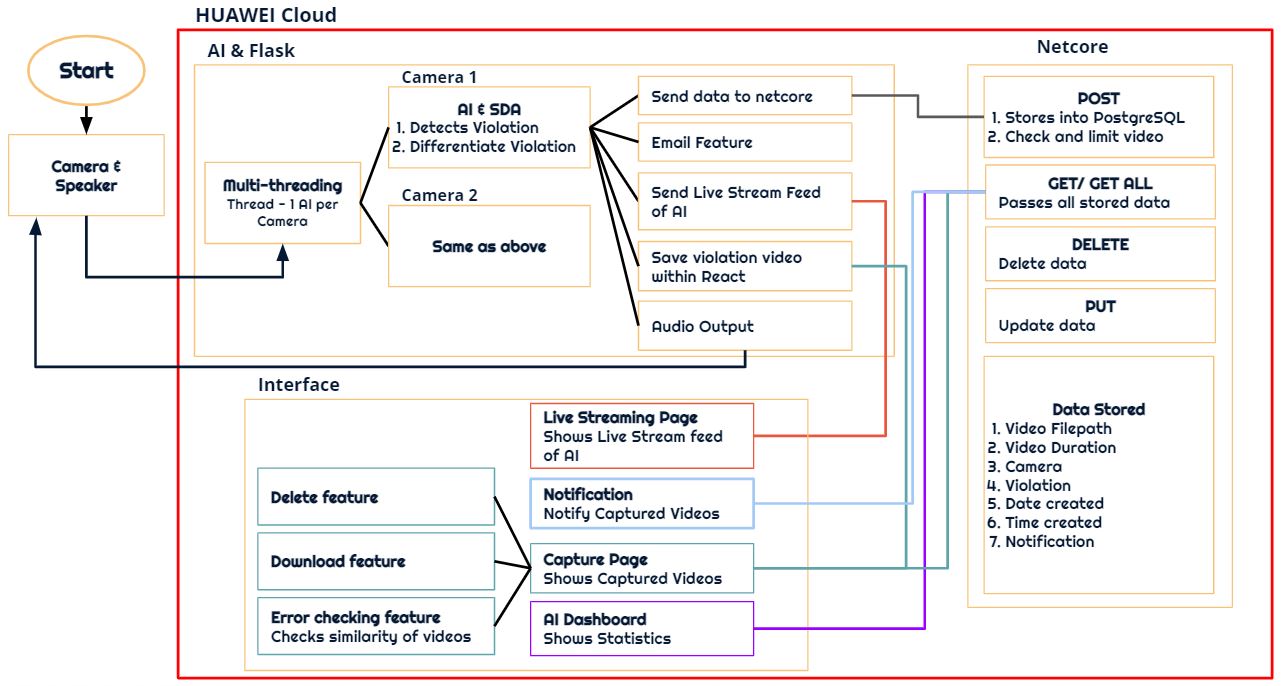 HUAWEI Cloud
Start
Camera &
Speaker
AI & Flask
Multi-threading
Thread - 1 AI per
Camera
Camera 1
AI & SDA
1. Detects Violation
2. Differentiate Violation
Camera 2
Same as above
Send data to netcore
Email Feature
Send Live Stream Feed
of AI
Save violation video
within React
Audio Output
Netcore
POST
1. Stores into PostgreSQL
2. Check and limit video
GET/ GET ALL
Passes all stored data
DELETE
Delete data
PUT
Update data
Data Stored
1. Video Filepath
2. Video Duration
3. Camera
4. Violation
5. Date created
6. Time created
7. Notification
Interface
Live Streaming Page
Shows Live Stream feed
of AI
Notification
Notify Captured Videos
Capture Page
Shows Captured Videos
AI Dashboard
Shows Statistics
Delete feature
Download feature
Error checking feature
Checks similarity of videos